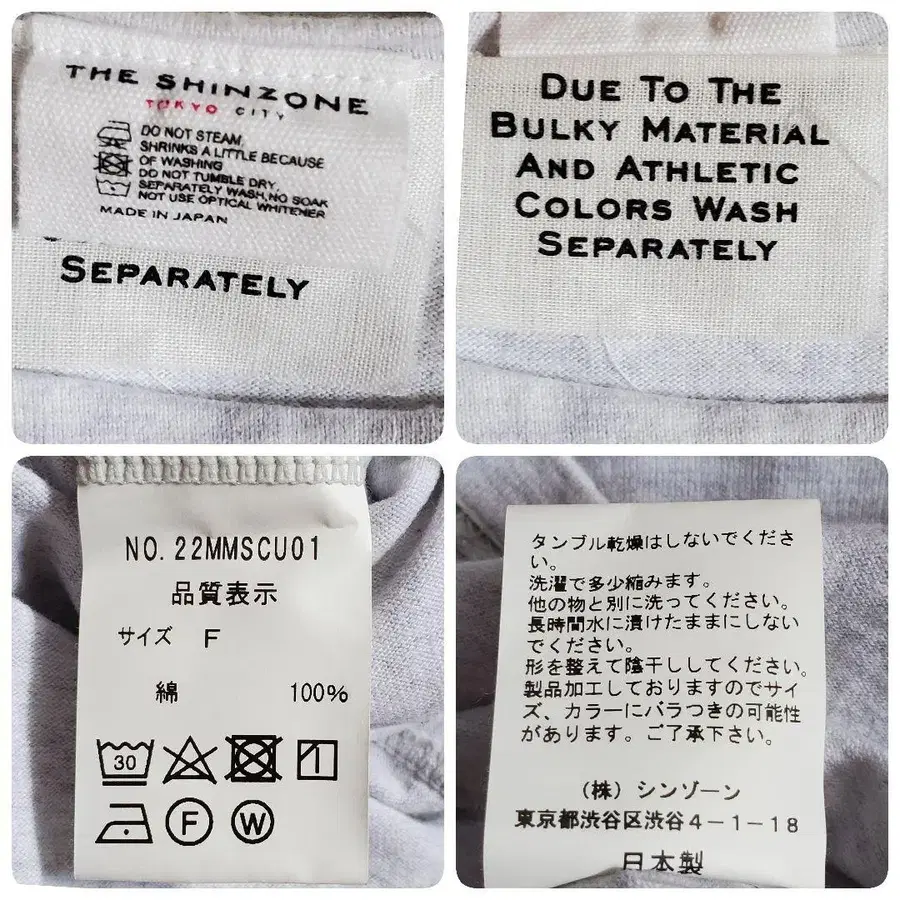 THE SHINZONE
TOKYO CITY
DO NOT STEAM.
SHRINKS A LITTLE BECAUSE
OF WASHING
DO NOT TUMBLE DRY.
SEPARATELY WASH, NO SOAK
NOT USE OPTICAL WHITENER
MADE IN JAPAN
SEPARATELY
DUE TO THE
BULKY MATERIAL
AND ATHLETIC
COLORS WASH
SEPARATELY
NO. 22MMSCU01
品質表示
サイズ F
綿 100%
30
F W
タンブル乾燥はしないでくださ
い。
洗濯で多少縮みます。
他の物と別に洗ってください。
長時間水に漬けたままにしない
でください。
形を整えて陰干ししてください。
製品加工しておりますのでサイ
ズ、カラーにバラつきの可能性
があります。ご了承下さい。
(株) シンゾーン
東京都渋谷区渋谷4-1-18
日本製